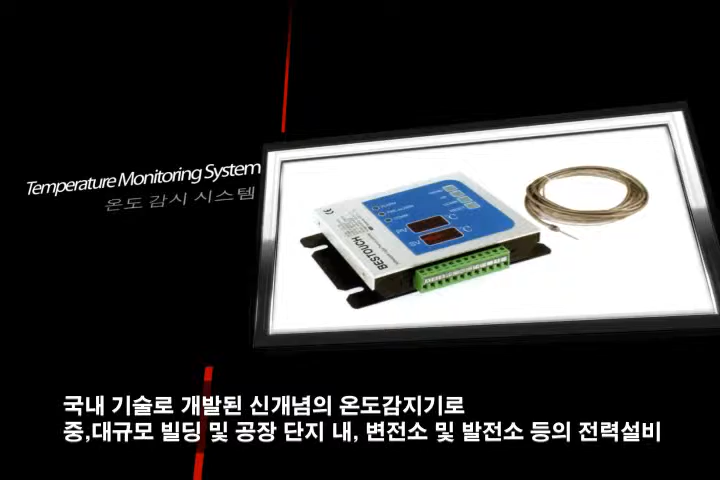 Temperature Monitoring System
온도 감시 시스템
BESTOUCH
국내 기술로 개발된 신개념의 온도감지기로
중,대규모 빌딩 및 공장 단지 내, 변전소 및 발전소 등의 전력설비